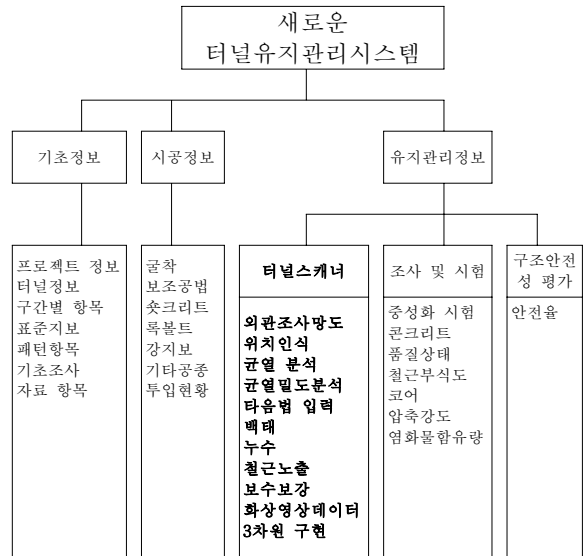 새로운
터널유지관리시스템
기초정보
시공정보
유지관리정보
프로젝트 정보
터널정보
구간별 항목
표준지보
패턴항목
기초조사
자료 항목
굴착
보조공법
숏크리트
록볼트
강지보
기타공종
투입현황
터널스캐너
외관조사망도
위치인식
균열 분석
균열밀도분석
타음법 입력
백태
누수
철근노출
보수보강
화상영상데이터
3차원 구현
조사 및 시험
중성화 시험
콘크리트
품질상태
철근부식도
코어
압축강도
염화물함유량
구조안전
성 평가
안전율